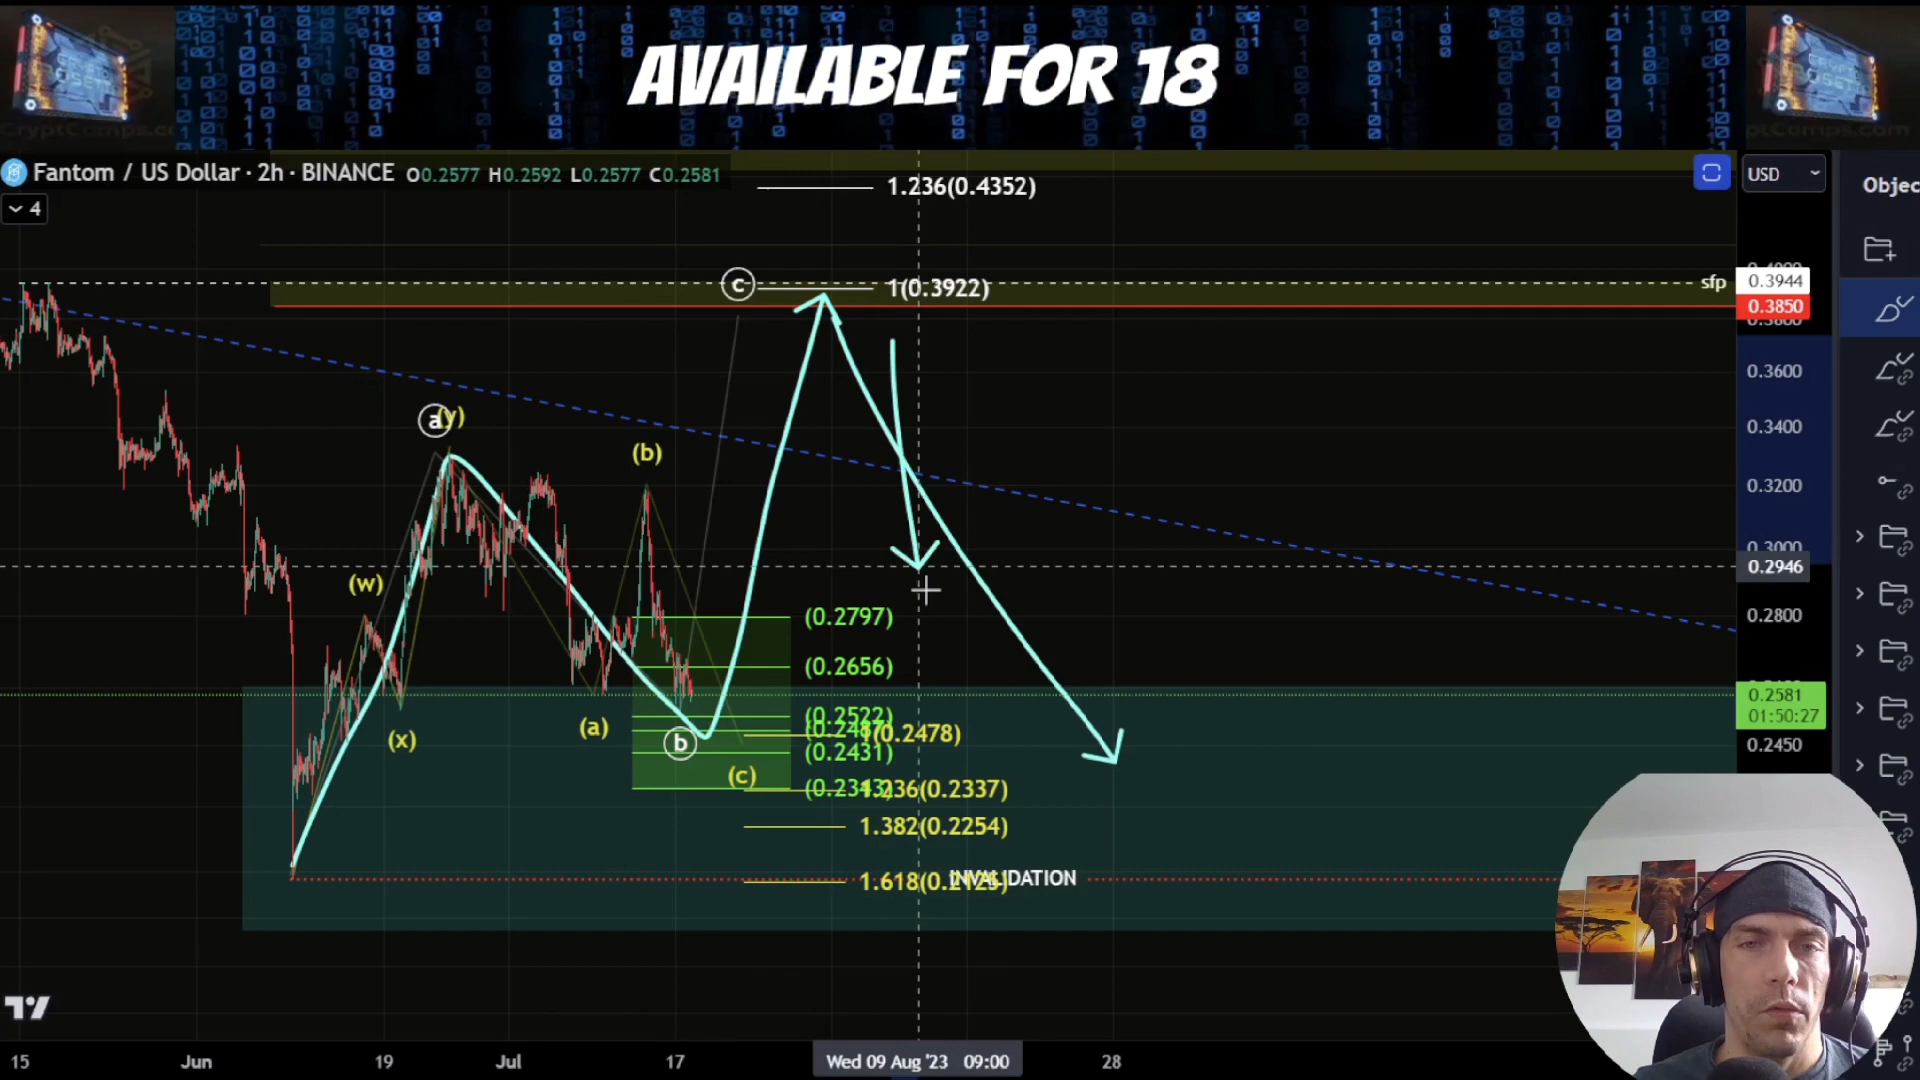 AVAILABLE FOR 18
Fantom / US Dollar · 2h · BINANCE O0.2577 H0.2592 L0.2577 C0.2581
USD
Objec
4
1.236(0.4352)
sfp
0.3944
1(0.3922)
c
0.3850
0.3600
0.3400
0.3200
0.3000
0.2946
0.2800
a
(y)
(b)
(w)
(0.2797)
(0.2656)
0.2581
01:50:27
(x)
(a)
b
(0.2522)
(0.2478)
(0.2431)
0.2450
(c)
1.236(0.2337)
1.382(0.2254)
INVALIDATION
15
Jun
19
Jul
17
Wed 09 Aug '23 09:00
28